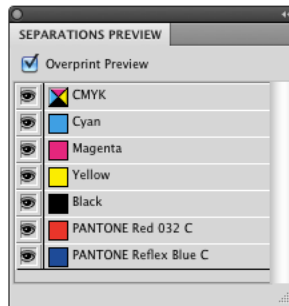 SEPARATIONS PREVIEW
Overprint Preview
CMYK
Cyan
Magenta
Yellow
Black
PANTONE Red 032 C
PANTONE Reflex Blue C